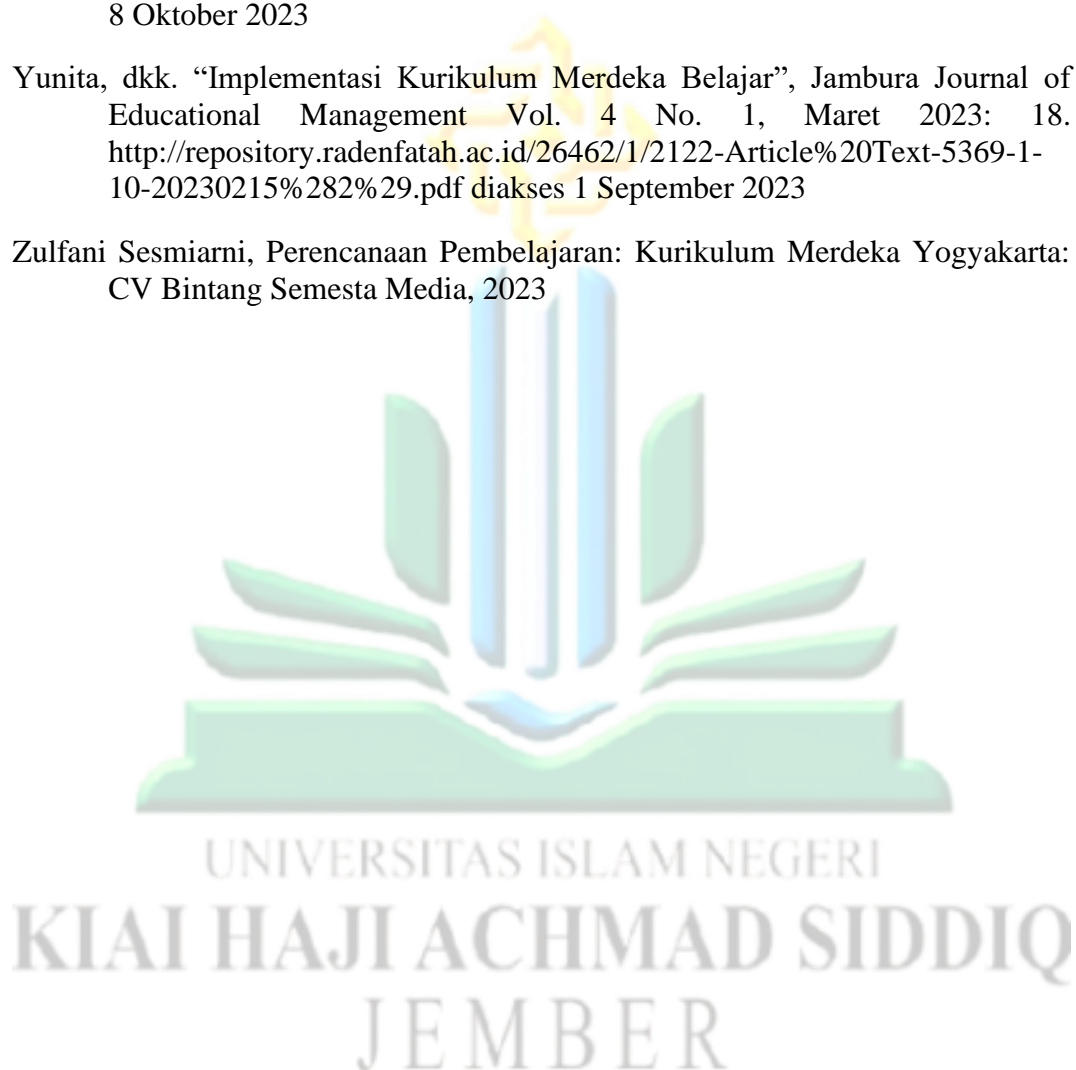 8 Oktober 2023
Yunita, dkk. “Implementasi Kurikulum Merdeka Belajar”, Jambura Journal of
Educational Management Vol. 4 No. 1, Maret 2023: 18.
http://repository.radenfatah.ac.id/26462/1/2122-Article%20Text-5369-1-
10-20230215%282%29.pdf diakses 1 September 2023
Zulfani Sesmiarni, Perencanaan Pembelajaran: Kurikulum Merdeka Yogyakarta:
CV Bintang Semesta Media, 2023
UNIVERSITAS ISLAM NEGERI
KIAI HAJI ACHMAD SIDDIQ
JEMBER